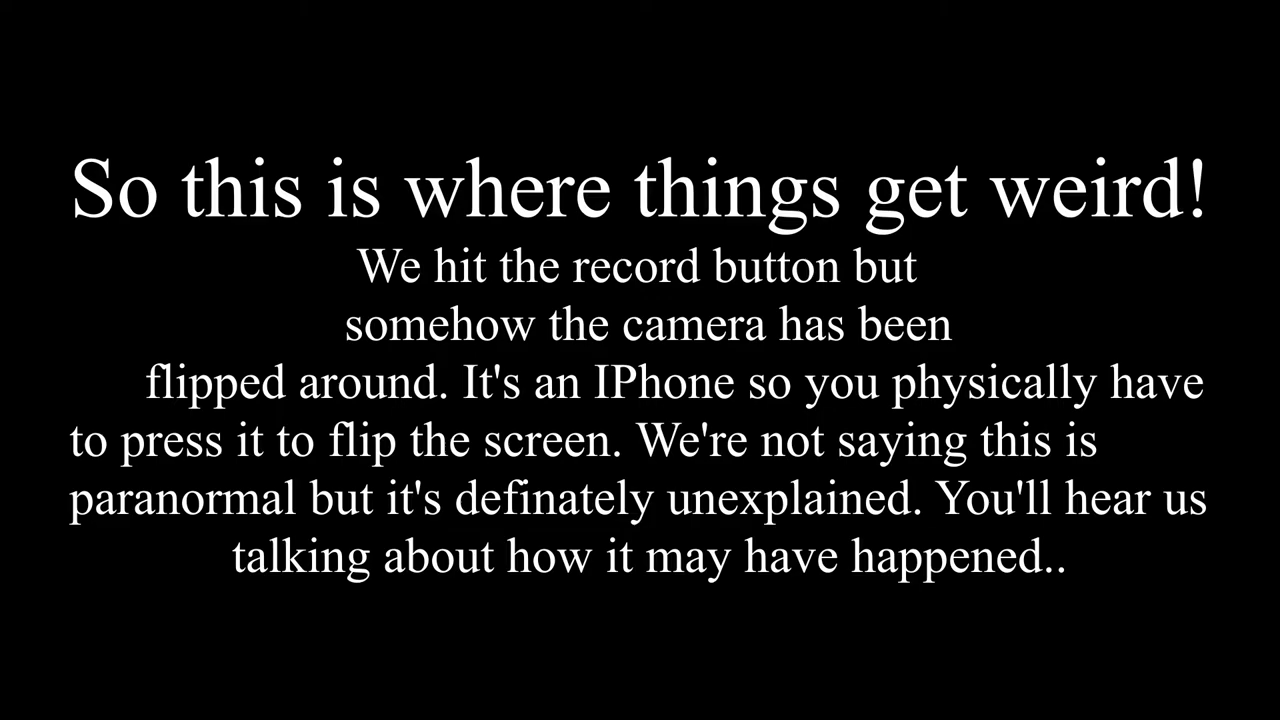 So this is where things get weird!
We hit the record button but
somehow the camera has been
flipped around. It's an IPhone so you physically have
to press it to flip the screen. We're not saying this is
paranormal but it's definately unexplained. You'll hear us
talking about how it may have happened..